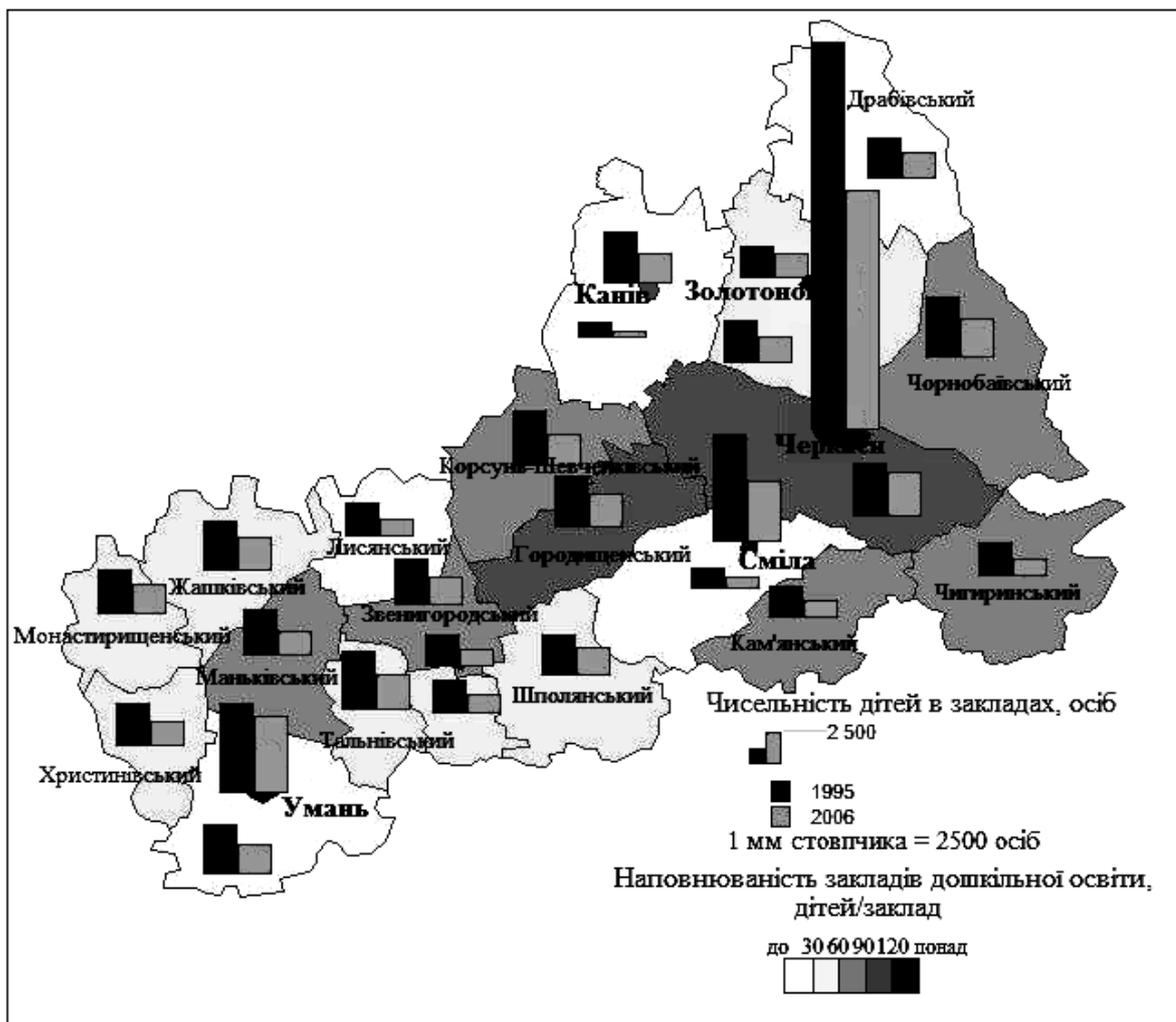 Драбівський
Канів
Золотоно
Чорнобаївський
Черкаси
Корсунь-Шевченківський
Лисянський
Городищенський
Сміла
Жашківський
Звенигородський
Чигиринський
Монастирищенський
Кам'янський
Маньківський
Шполянський
Тальнівський
Христинівський
Умань
Чисельність дітей в закладах, осіб
2 500
1995
2006
1 мм стовпчика = 2500 осіб
Наповнюваність закладів дошкільної освіти,
дітей/заклад
до 30 60 90 120 понад